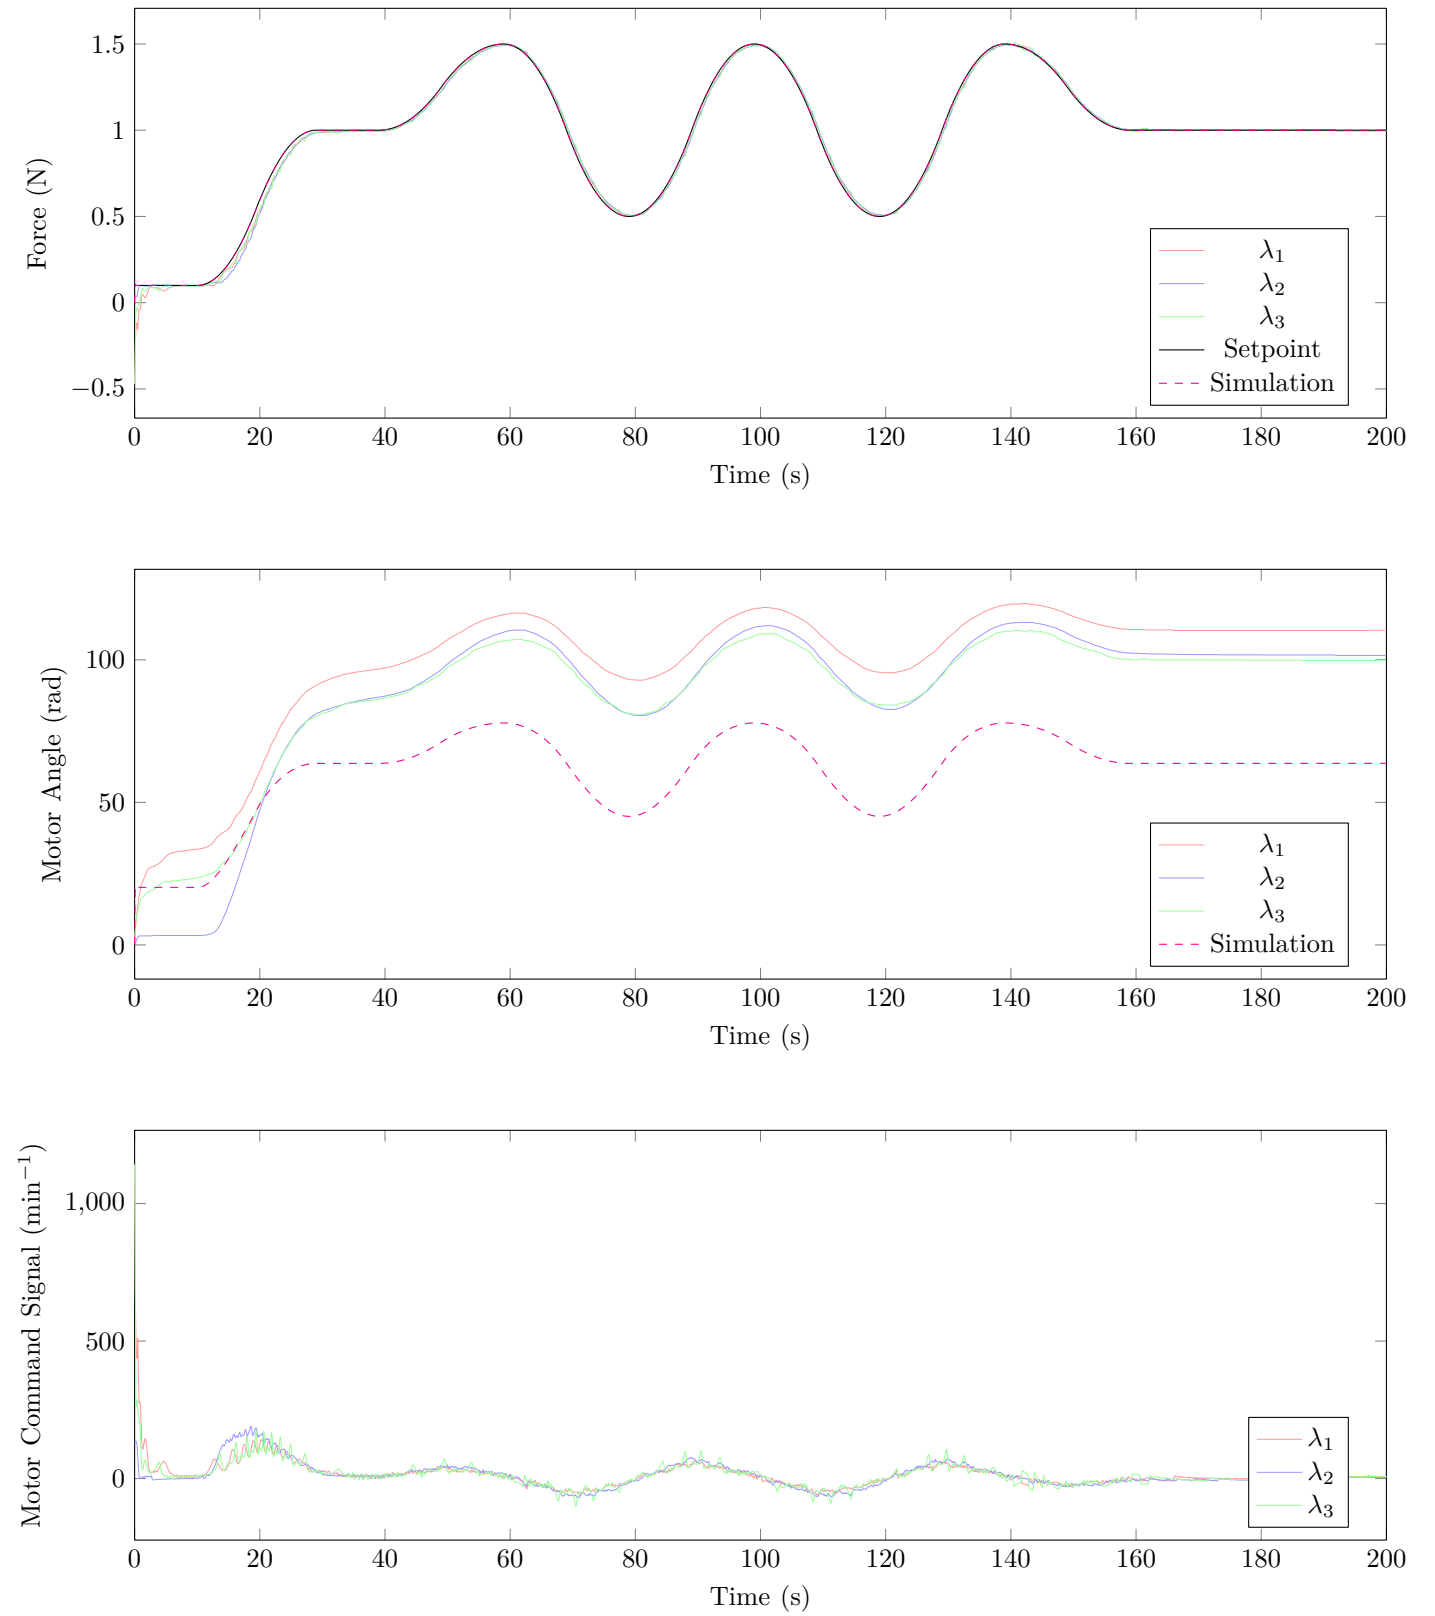 1.5
1
0.5
0
−0.5
Force (N)
λ1
λ2
λ3
Setpoint
Simulation
0 20 40 60 80 100 120 140 160 180 200
Time (s)
100
50
0
Motor Angle (rad)
λ1
λ2
λ3
Simulation
0 20 40 60 80 100 120 140 160 180 200
Time (s)
1,000
500
0
Motor Command Signal (min⁻¹)
λ1
λ2
λ3
0 20 40 60 80 100 120 140 160 180 200
Time (s)